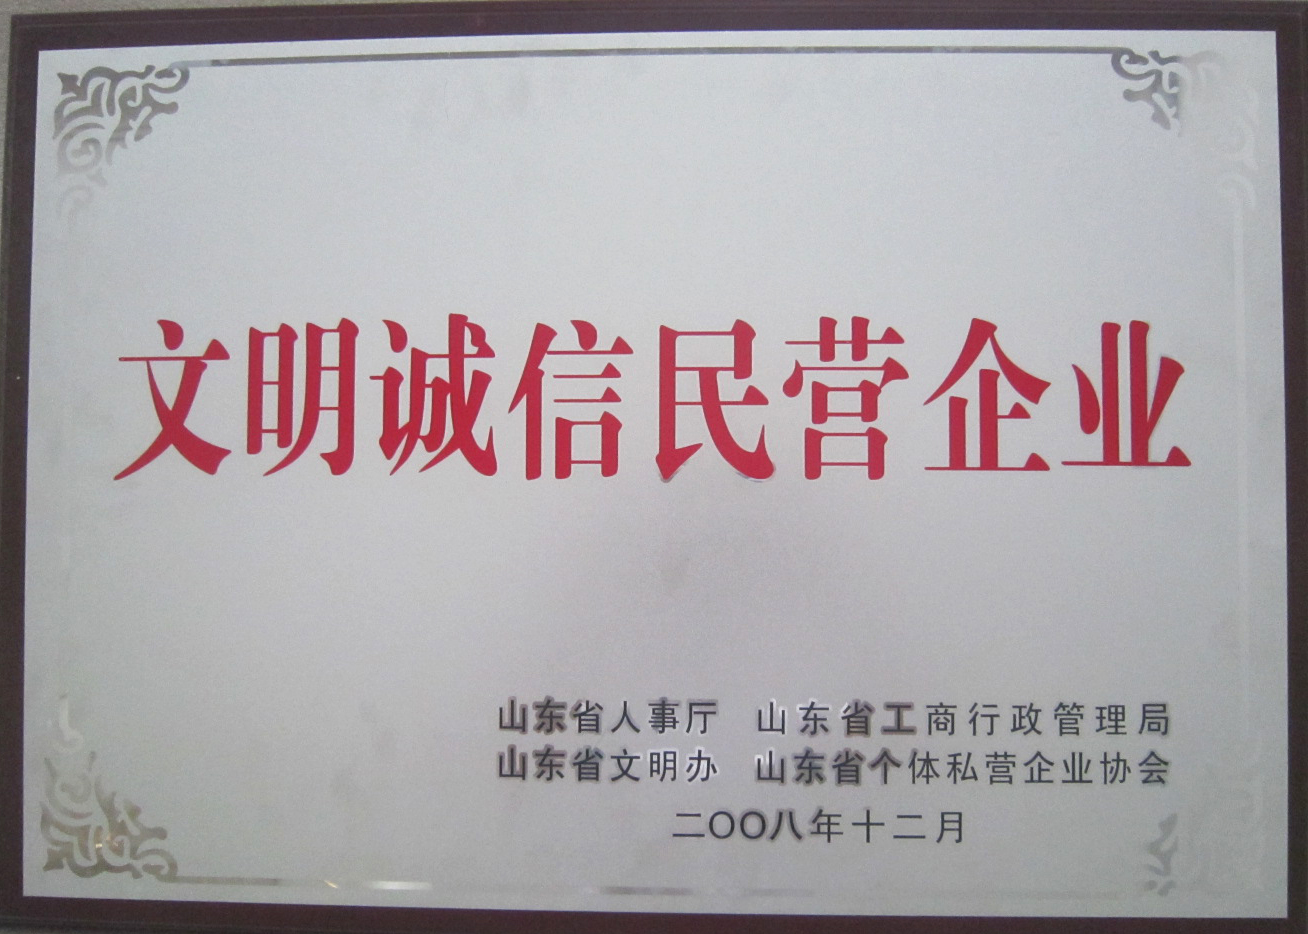 文明诚信民营企业
山东省人事厅 山东省工商行政管理局
山东省文明办 山东省个体私营企业协会
二〇〇八年十二月